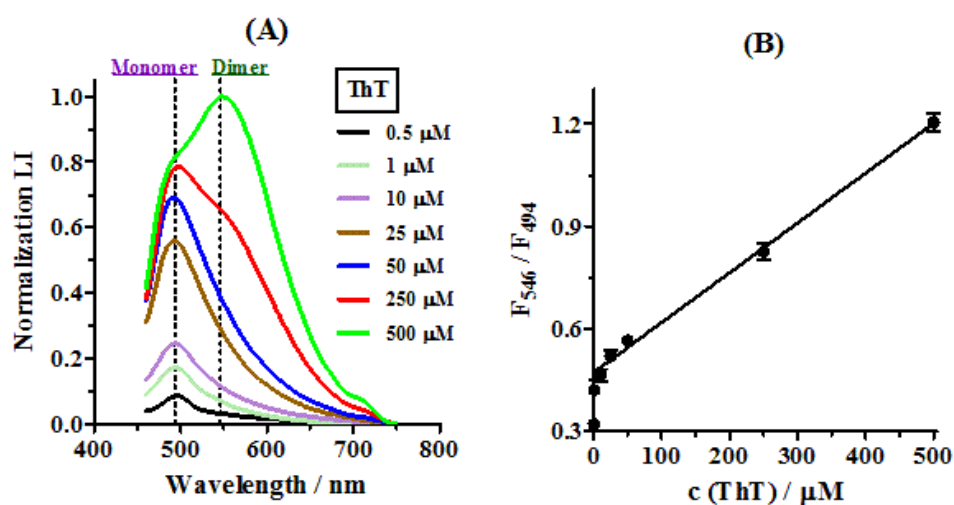 (A)
Monomer Dimer
ThT
0.5 μM
1 μM
10 μM
25 μM
50 μM
250 μM
500 μM
Normalization LI
1.0
0.8
0.6
0.4
0.2
0.0
400 500 600 700 800
Wavelength / nm
(B)
F546 / F494
1.2
0.9
0.6
0.3
0 100 200 300 400 500
c (ThT) / μM